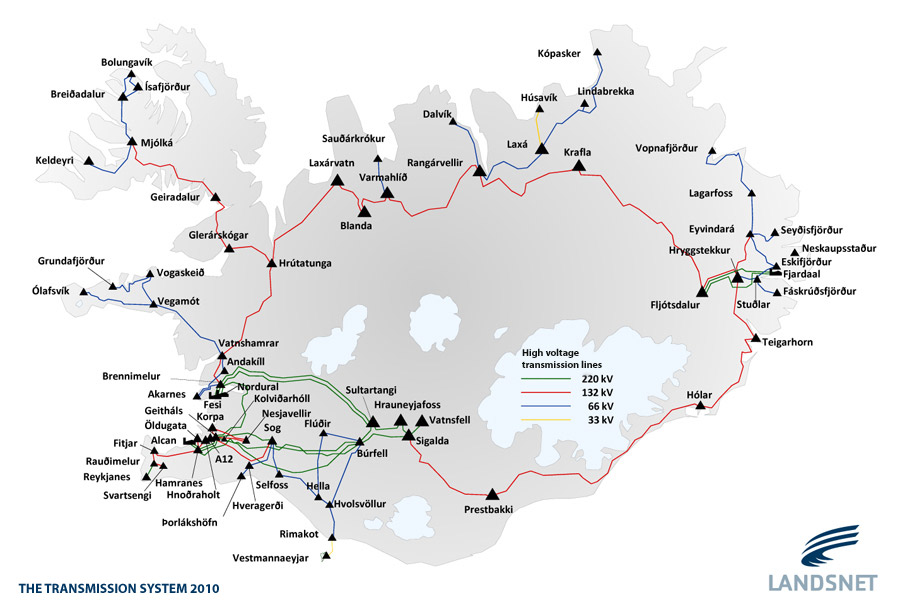 Kópasker
Bolungavík
Ísafjörður
Breiðadalur
Húsavík
Lindabrekka
Dalvík
Sauðárkrókur
Mjólká
Laxá
Krafla
Vopnafjörður
Keldeyri
Laxárvatn
Rangárvellir
Varmahlíð
Geiradalur
Lagarfoss
Blanda
Glerárskógar
Eyvindará
Seyðisfjörður
Hryggstekkur
Neskaupsstaður
Grundafjörður
Hrútatunga
Eskifjörður
Vogaskeið
Fjardaal
Ólafsvík
Fáskrúðsfjörður
Vegamót
Fljótsdalur
Stuðlar
Vatnshamrar
Teigarhorn
Andakíll
High voltage
transmission lines
Brennimelur
220 kV
Nordural
Sultartangi
132 kV
Akarnes
Kolviðarhóll
Hólar
Fesi
Hrauneyjafoss
66 kV
Geitháls
Nesjavellir
33 kV
Korpa
Vatnsfell
Öldugata
Sog
Flúðir
Fitjar
Alcan
Sigalda
A12
Búrfell
Rauðimelur
Reykjanes
Hamranes
Selfoss
Hella
Svartsengi
Hnoðraholt
Hveragerði
Hvolsvöllur
Prestbakki
Þorlákshöfn
Rimakot
Vestmannaeyjar
THE TRANSMISSION SYSTEM 2010
LANDSNET